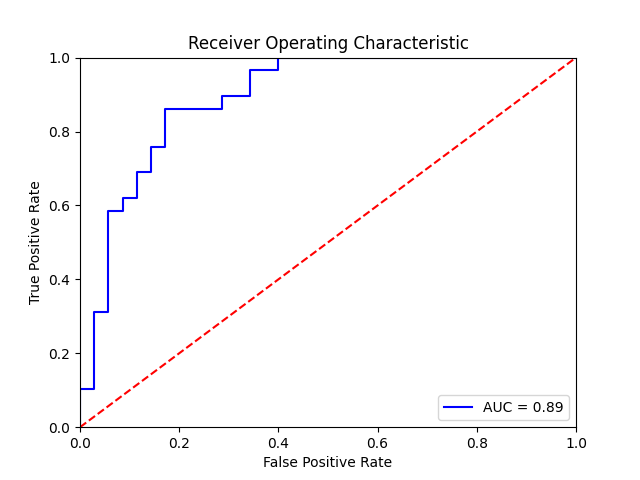 Receiver Operating Characteristic
True Positive Rate
1.0
0.8
0.6
0.4
0.2
0.0
AUC = 0.89
0.0 0.2 0.4 0.6 0.8 1.0
False Positive Rate